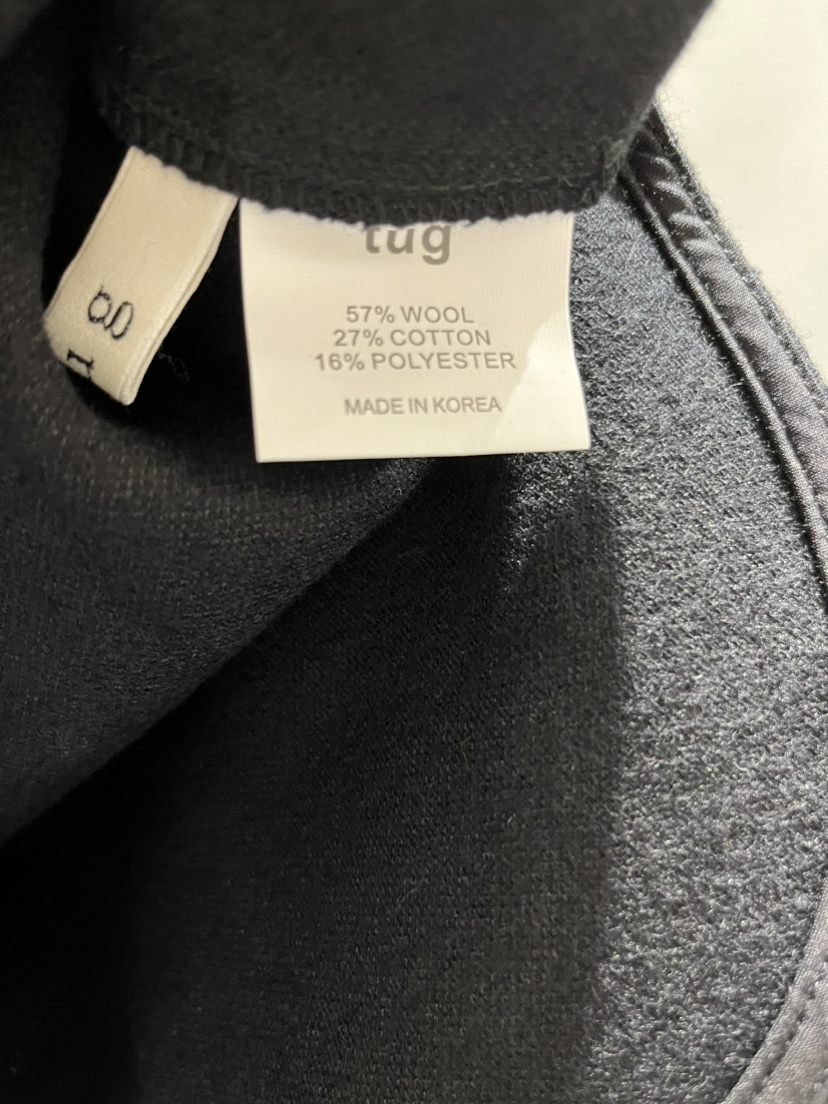 tug
57% WOOL
27% COTTON
16% POLYESTER
MADE IN KOREA